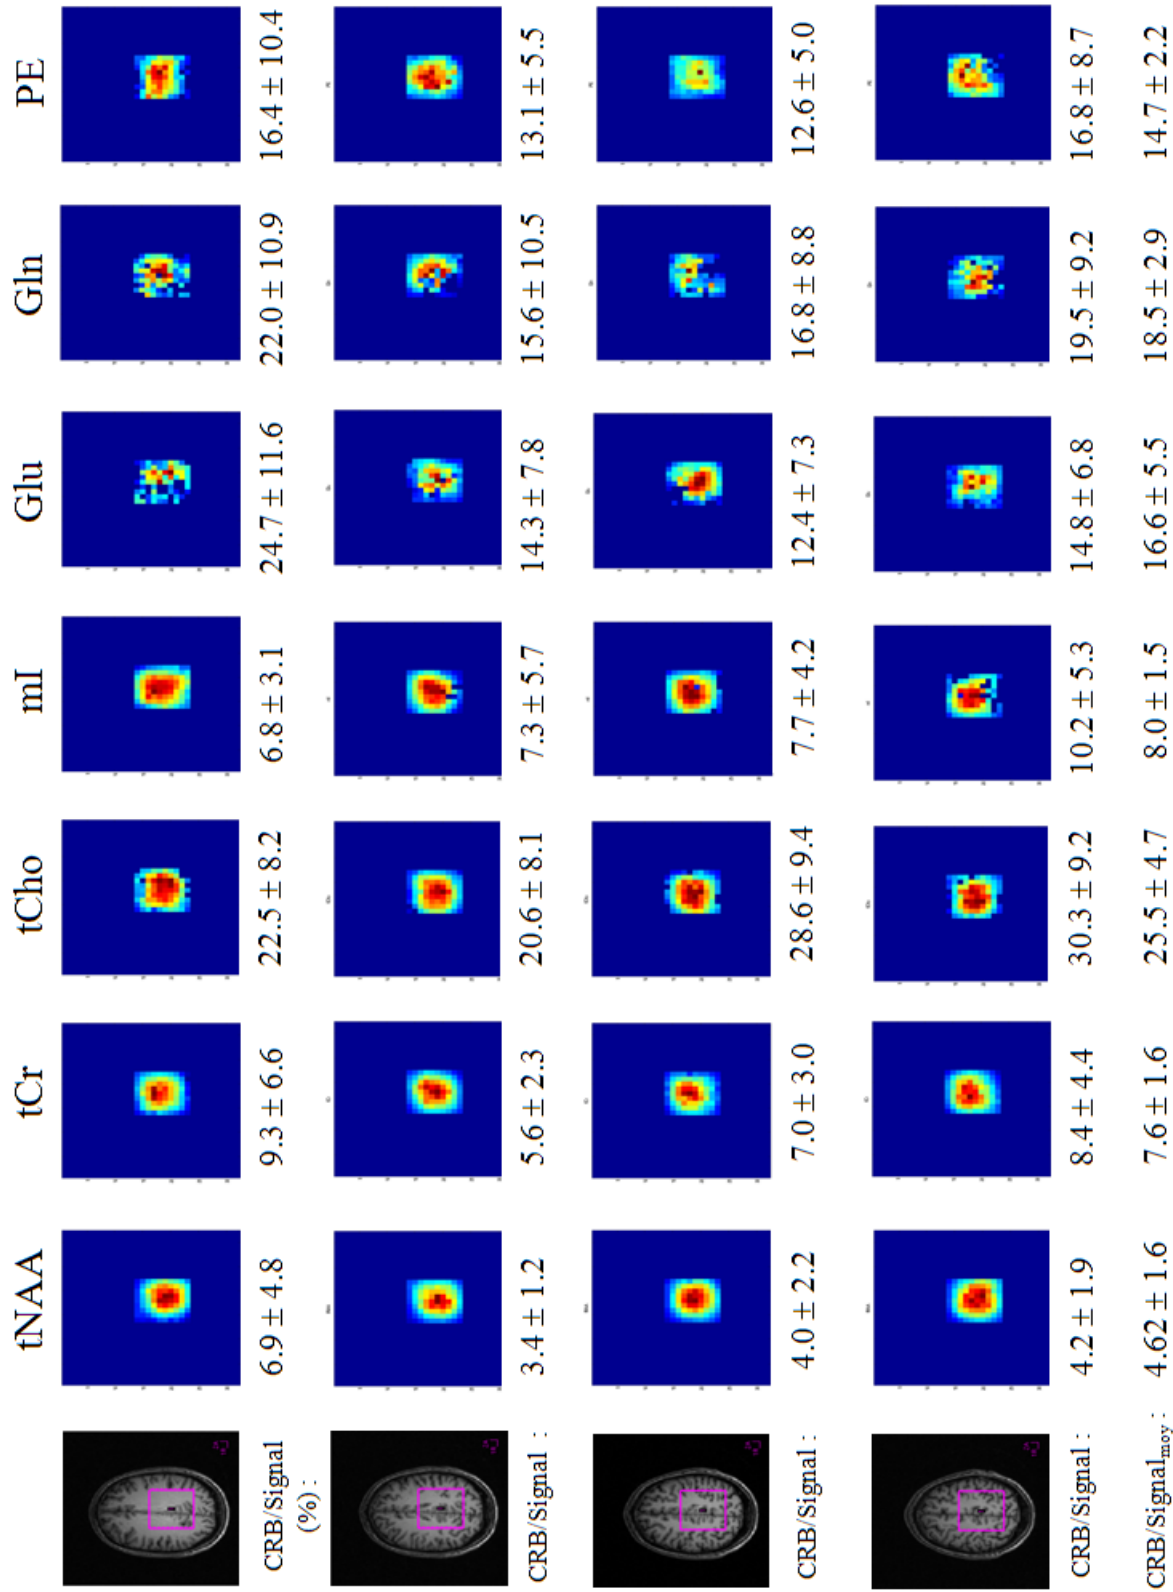 tNAA tCr tCho mI Glu Gln PE
CRB/Signal (%) : 6.9 ± 4.8 9.3 ± 6.6 22.5 ± 8.2 6.8 ± 3.1 24.7 ± 11.6 22.0 ± 10.9 16.4 ± 10.4
CRB/Signal : 3.4 ± 1.2 5.6 ± 2.3 20.6 ± 8.1 7.3 ± 5.7 14.3 ± 7.8 15.6 ± 10.5 13.1 ± 5.5
CRB/Signal : 4.0 ± 2.2 7.0 ± 3.0 28.6 ± 9.4 7.7 ± 4.2 12.4 ± 7.3 16.8 ± 8.8 12.6 ± 5.0
CRB/Signal : 4.2 ± 1.9 8.4 ± 4.4 30.3 ± 9.2 10.2 ± 5.3 14.8 ± 6.8 19.5 ± 9.2 16.8 ± 8.7
CRB/Signalmoy : 4.62 ± 1.6 7.6 ± 1.6 25.5 ± 4.7 8.0 ± 1.5 16.6 ± 5.5 18.5 ± 2.9 14.7 ± 2.2